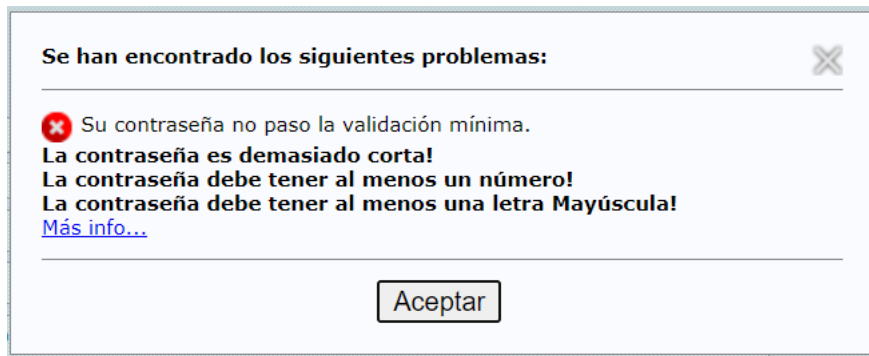 Se han encontrado los siguientes problemas:
Su contraseña no paso la validación mínima.
La contraseña es demasiado corta!
La contraseña debe tener al menos un número!
La contraseña debe tener al menos una letra Mayúscula!
Más info...
Aceptar